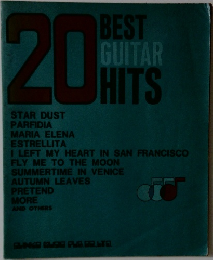 20 BEST
GUITAR
HITS
STAR DUST
PARFIDIA
MARIA ELENA
ESTRELLITA
I LEFT MY HEART IN SAN FRANCISCO
FLY ME TO THE MOON
SUMMERTIME IN VENICE
AUTUMN LEAVES
PRETEND
MORE
AND OTHERS